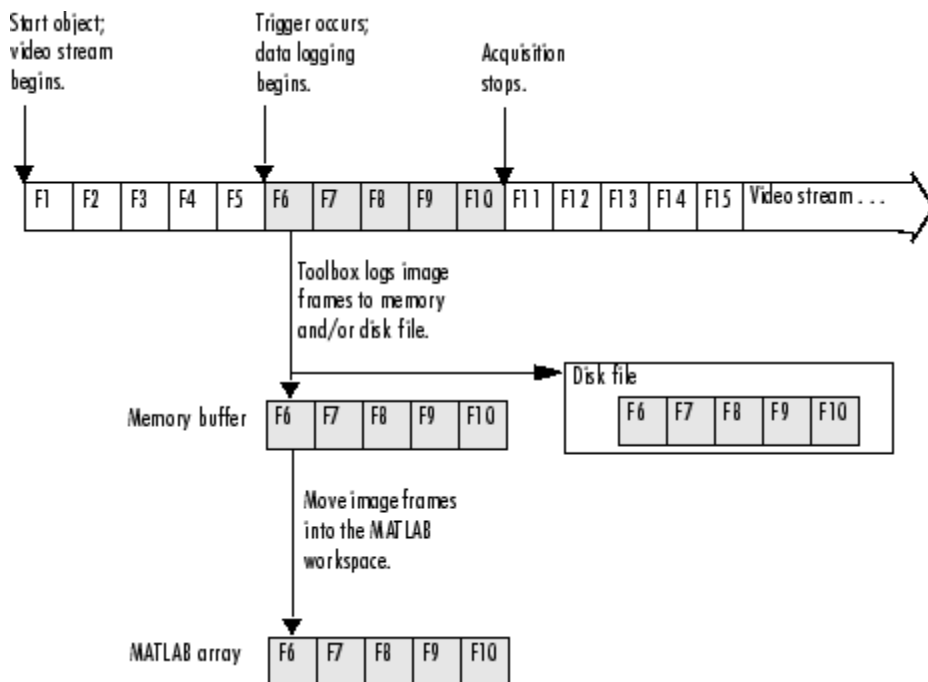 Start object;
video stream
begins.
Trigger occurs;
data logging
begins.
Acquisition
stops.
F1 F2 F3 F4 F5 F6 F7 F8 F9 F10 F11 F12 F13 F14 F15 Video stream . . .
Toolbox logs image
frames to memory
and/or disk file.
Disk file
F6 F7 F8 F9 F10
Memory buffer F6 F7 F8 F9 F10
Move image frames
into the MATLAB
workspace.
MATLAB array F6 F7 F8 F9 F10